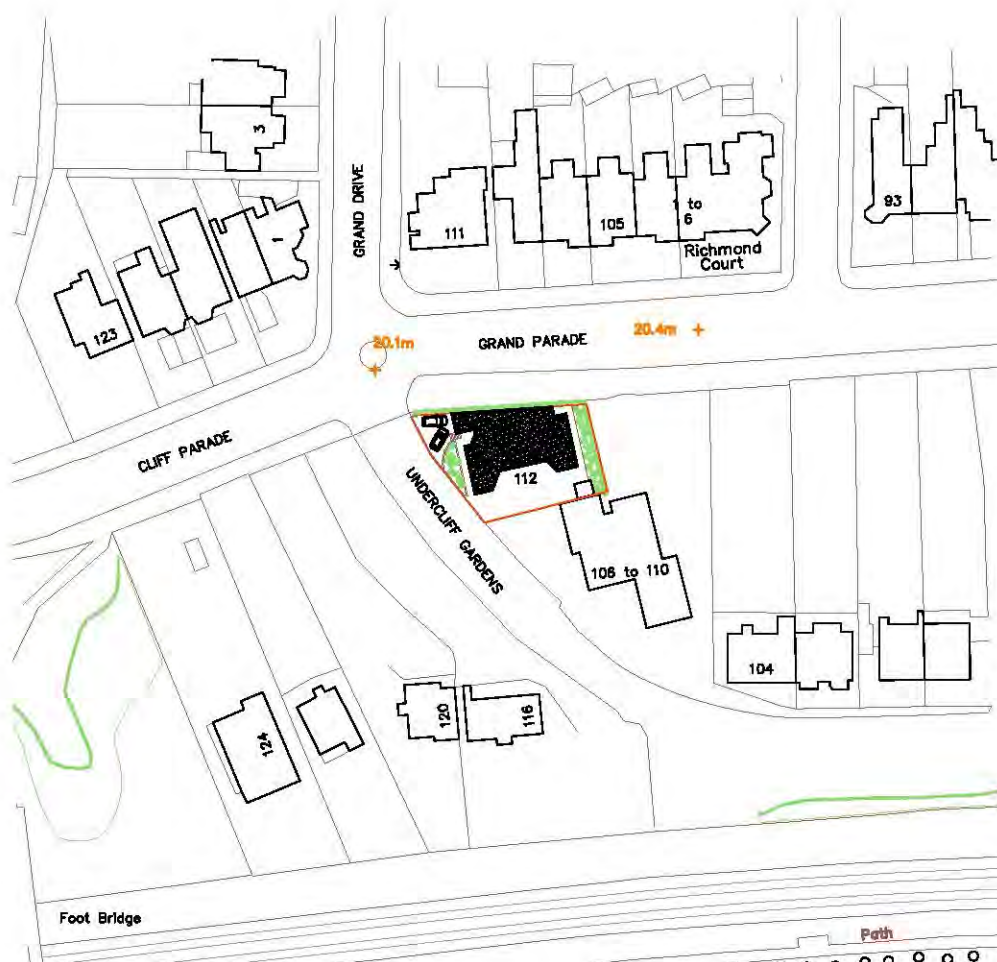 3
GRAND DRIVE
1
123
111
105
1 to
6
Richmond
Court
93
20.1m
GRAND PARADE
20.4m
CLIFF PARADE
112
UNDERCLIFF GARDENS
106 to 110
104
120
116
124
Foot Bridge
Path